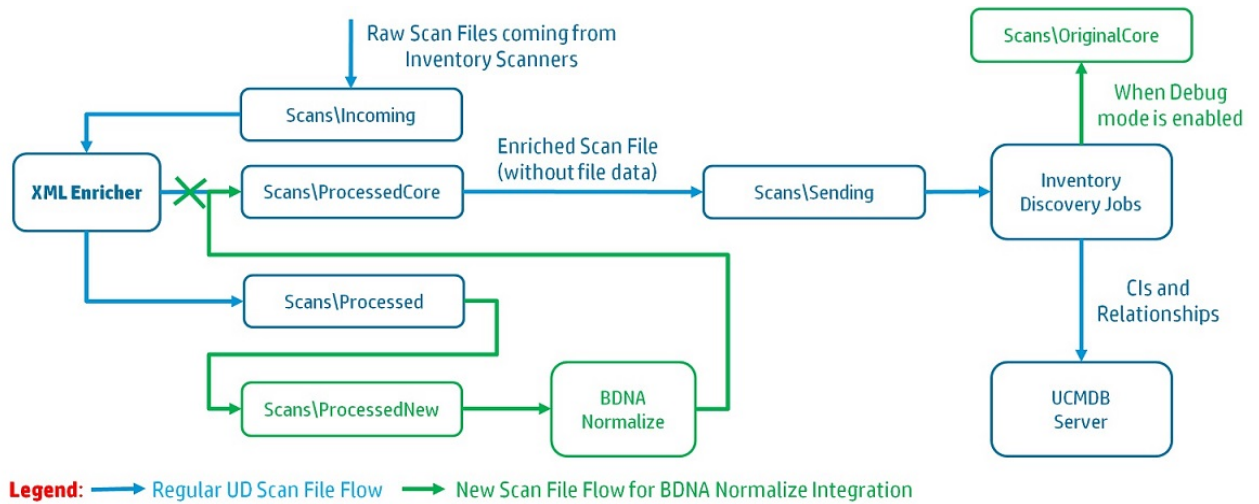 Raw Scan Files coming from
Inventory Scanners
Scans\OriginalCore
When Debug
mode is enabled
Scans\Incoming
Enriched Scan File
(without file data)
XML Enricher
Scans\ProcessedCore
Scans\Sending
Inventory
Discovery Jobs
Scans\Processed
CIs and
Relationships
Scans\ProcessedNew
BDNA
Normalize
UCMDB
Server
Legend: Regular UD Scan File Flow New Scan File Flow for BDNA Normalize Integration